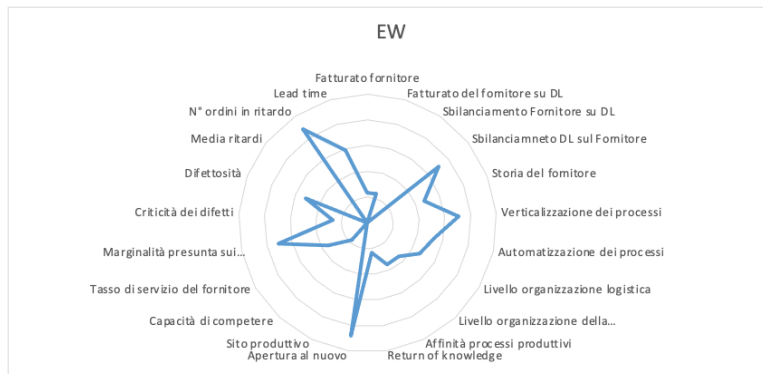 EW
Fatturato fornitore
Lead time
Fatturato del fornitore su DL
N° ordini in ritardo
Sbilanciamento Fornitore su DL
Media ritardi
Sbilanciamneto DL sul Fornitore
Difettosità
Storia del fornitore
Criticità dei difetti
Verticalizzazione dei processi
Marginalità presunta sui...
Automatizzazione dei processi
Tasso di servizio del fornitore
Livello organizzazione logistica
Capacità di competere
Livello organizzazione della...
Sito produttivo
Affinità processi produttivi
Apertura al nuovo
Return of knowledge